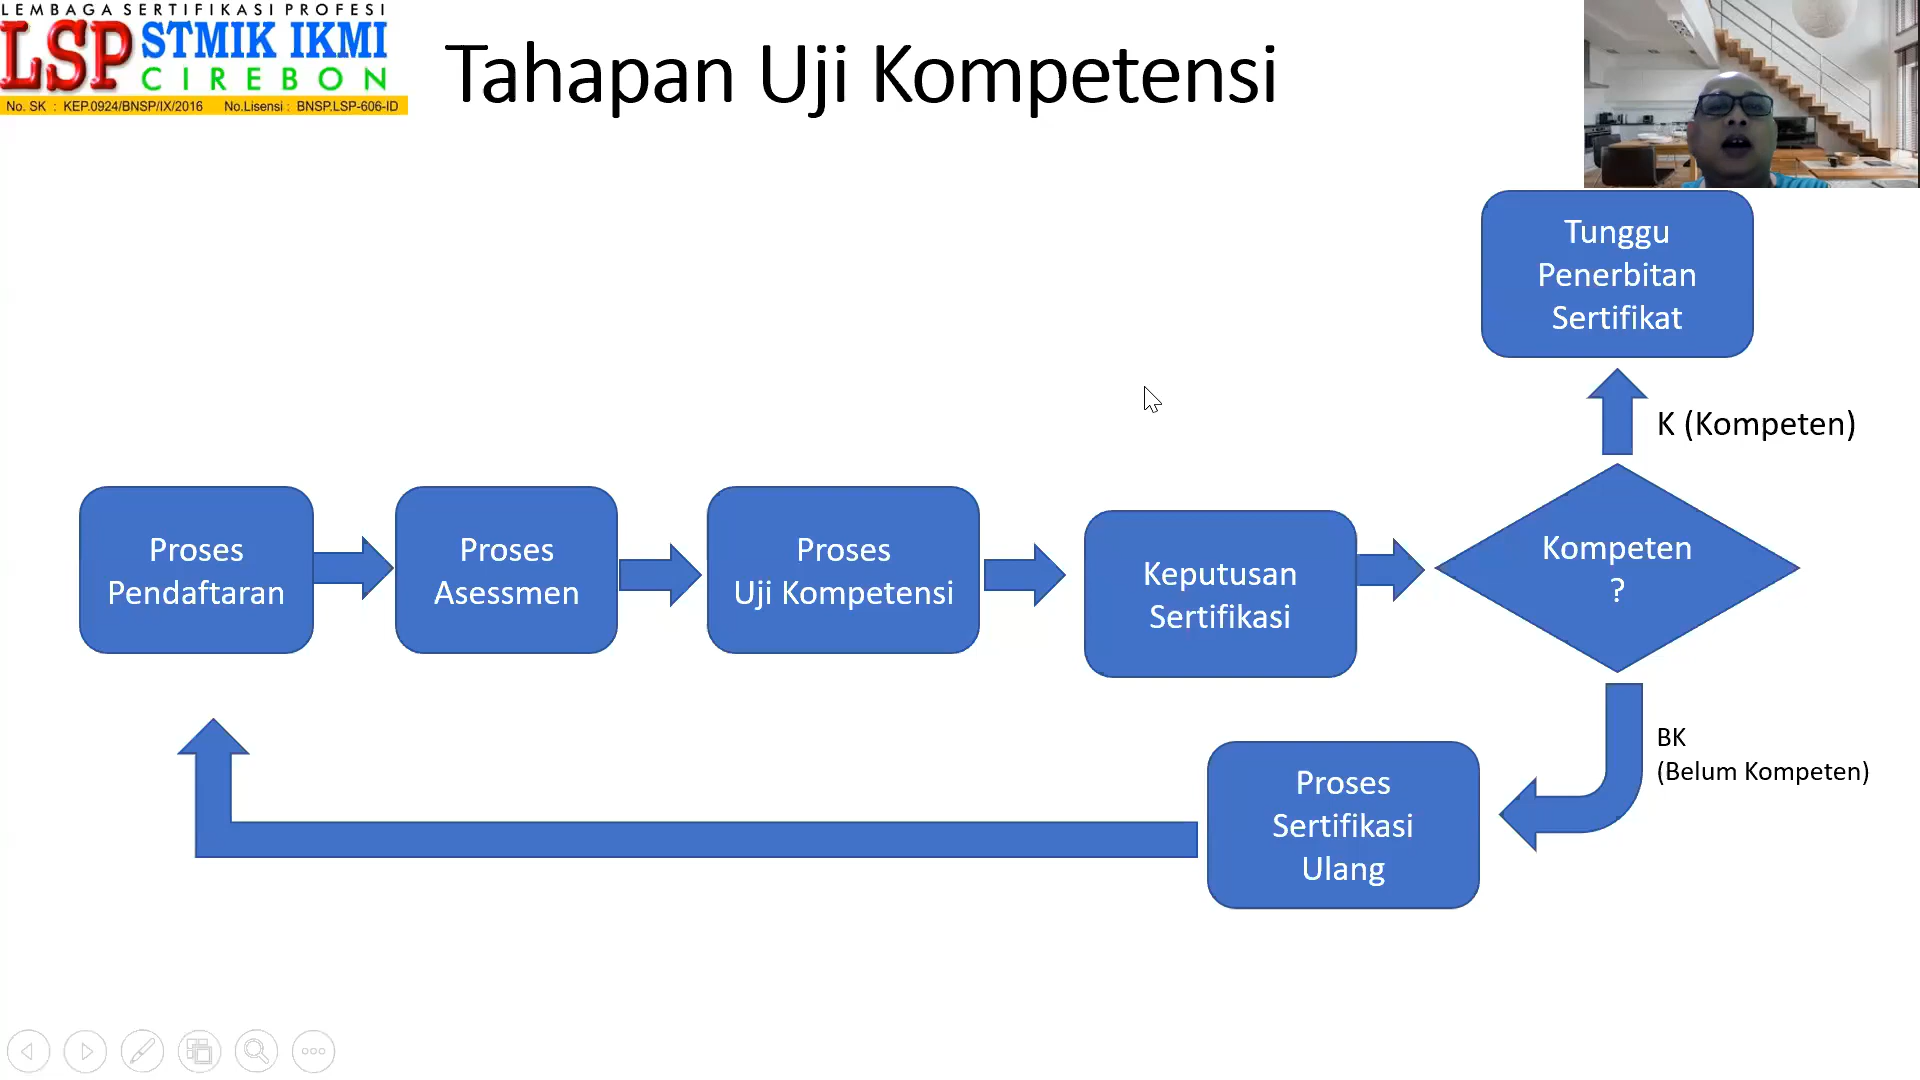 LEMBAGA SERTIFIKASI PROFESI
LSP STMIK IKMI
CIREBON
No. SK : KEP.0924/BNSP/IX/2016 No.Lisensi : BNSP.LSP-606-ID
Tahapan Uji Kompetensi
Tunggu
Penerbitan
Sertifikat
K (Kompeten)
Proses
Pendaftaran
Proses
Asessmen
Proses
Uji Kompetensi
Keputusan
Sertifikasi
Kompeten
?
BK
(Belum Kompeten)
Proses
Sertifikasi
Ulang